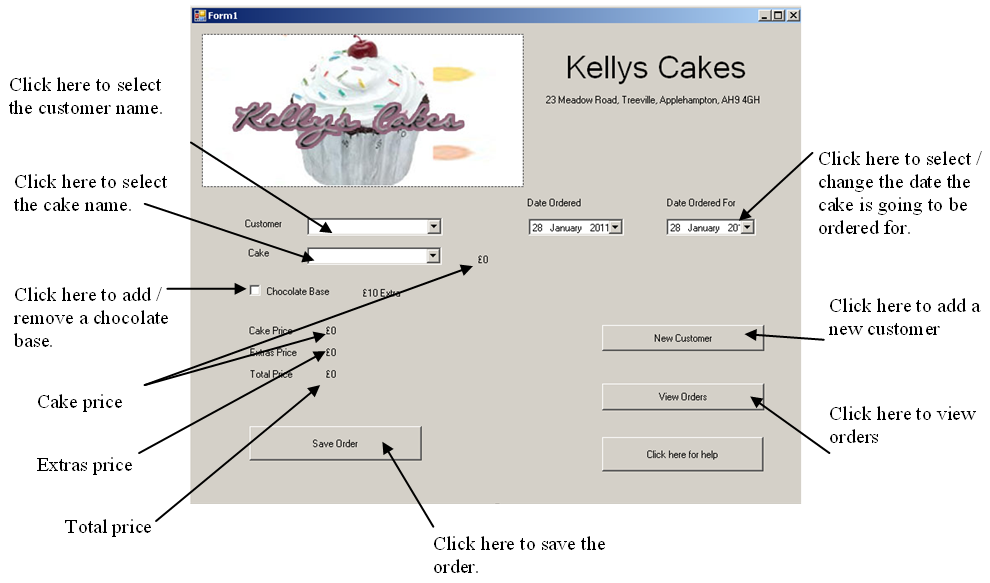 Form1
Kellys Cakes
Kellys Cakes
23 Meadow Road, Treeville, Applehampton, AH9 4GH
Click here to select
the customer name.
Click here to select /
change the date the
cake is going to be
ordered for.
Click here to select
the cake name.
Date Ordered
Date Ordered For
Customer
28 January 2011
28 January 201
Cake
£0
Click here to add /
remove a chocolate
base.
Chocolate Base
£10 Extra
Click here to add a
new customer
Cake Price
£0
New Customer
Extras Price
£0
Total Price
£0
Cake price
View Orders
Click here to view
orders
Save Order
Click here for help
Extras price
Total price
Click here to save the
order.